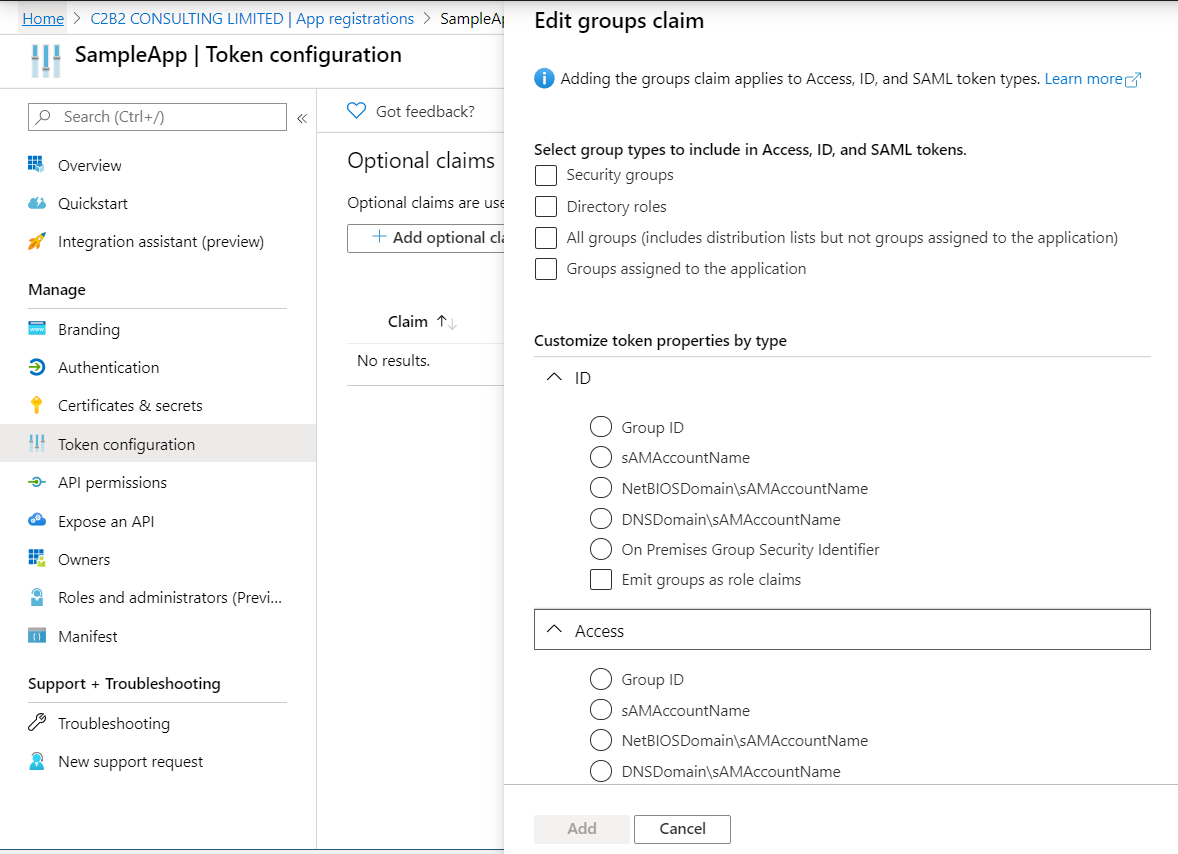 Home > C2B2 CONSULTING LIMITED | App registrations > SampleAp
SampleApp | Token configuration
Search (Ctrl+/)
«
Overview
Quickstart
Integration assistant (preview)
Manage
Branding
Authentication
Certificates & secrets
Token configuration
API permissions
Expose an API
Owners
Roles and administrators (Previ...
Manifest
Support + Troubleshooting
Troubleshooting
New support request
Got feedback?
Optional claims
Optional claims are use
+ Add optional cla
Claim ↑↓
No results.
Edit groups claim
Adding the groups claim applies to Access, ID, and SAML token types. Learn more
Select group types to include in Access, ID, and SAML tokens.
Security groups
Directory roles
All groups (includes distribution lists but not groups assigned to the application)
Groups assigned to the application
Customize token properties by type
ID
Group ID
sAMAccountName
NetBIOSDomain\sAMAccountName
DNSDomain\sAMAccountName
On Premises Group Security Identifier
Emit groups as role claims
Access
Group ID
sAMAccountName
NetBIOSDomain\sAMAccountName
DNSDomain\sAMAccountName
Add
Cancel